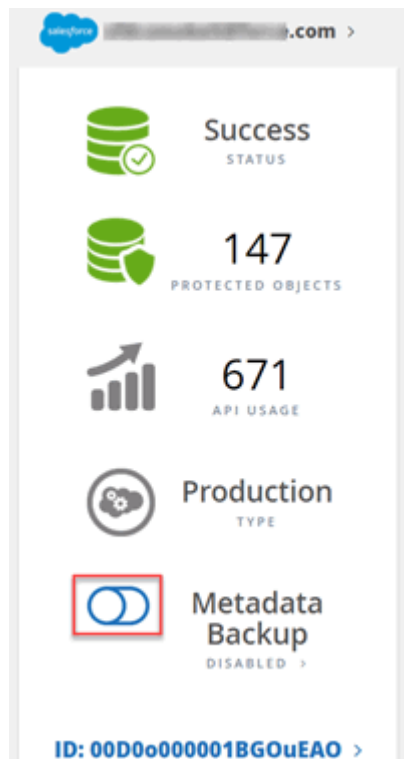 salesforce .com >
Success
STATUS
147
PROTECTED OBJECTS
671
API USAGE
Production
TYPE
Metadata
Backup
DISABLED >
ID: 00D0o000001BGOuEAO >